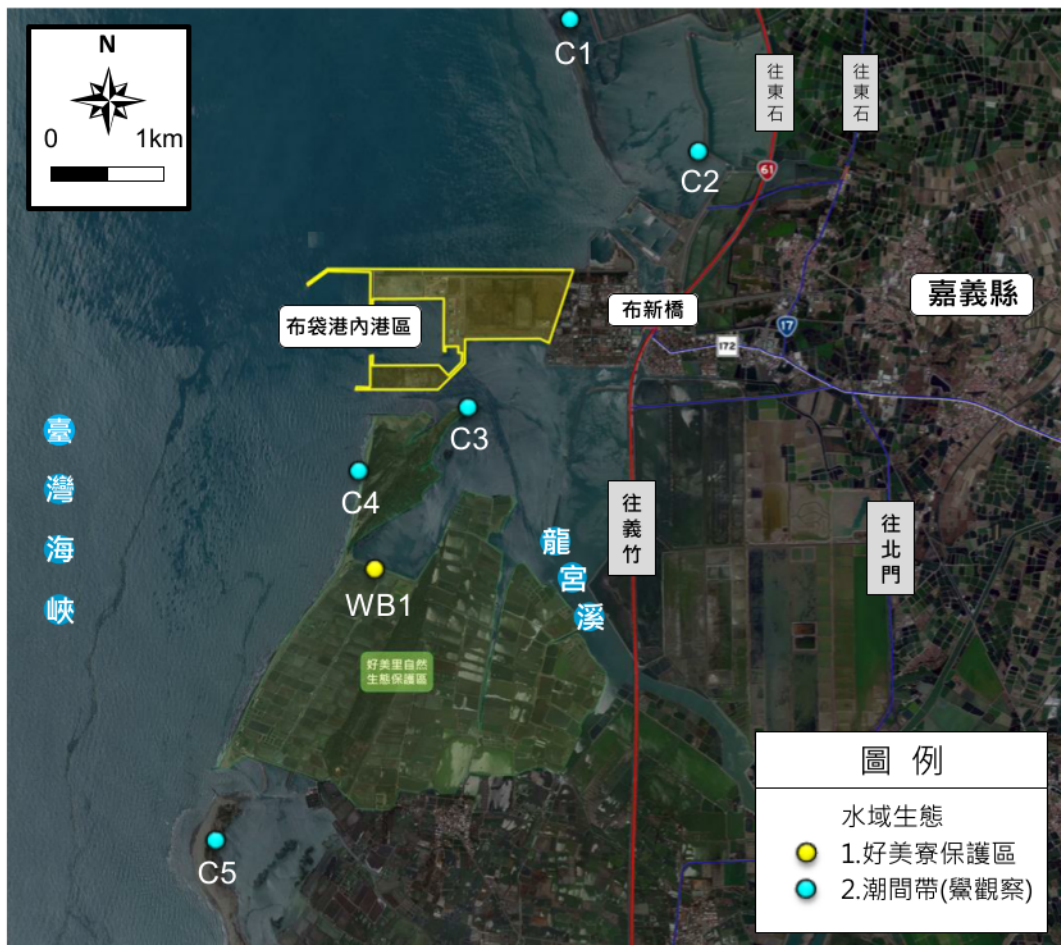 N
0 1km
C1
往東石
往東石
C2
61
嘉義縣
布袋港內港區
布新橋
17
172
C3
臺灣海峽
C4
往義竹
往北門
龍宮溪
WB1
好美里自然
生態保護區
圖 例
水域生態
1.好美寮保護區
2.潮間帶(鱟觀察)
C5